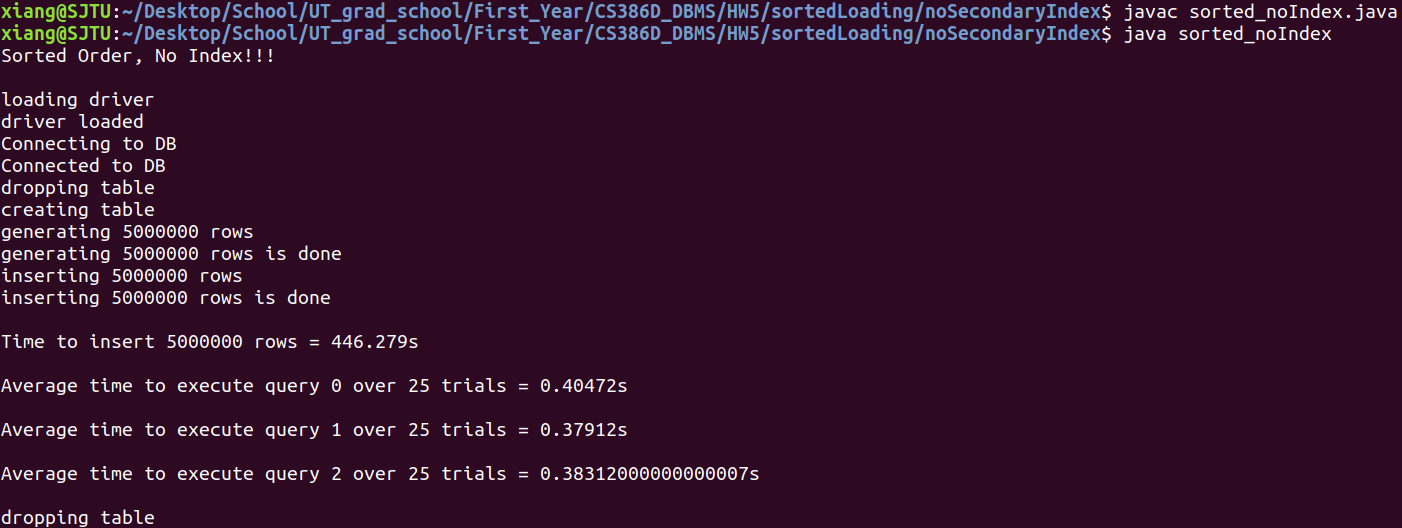 xiang@SJTU:~/Desktop/School/UT_grad_school/First_Year/CS386D_DBMS/HW5/sortedLoading/noSecondaryIndex$ javac sorted_noIndex.java
xiang@SJTU:~/Desktop/School/UT_grad_school/First_Year/CS386D_DBMS/HW5/sortedLoading/noSecondaryIndex$ java sorted_noIndex
Sorted Order, No Index!!!
loading driver
driver loaded
Connecting to DB
Connected to DB
dropping table
creating table
generating 5000000 rows
generating 5000000 rows is done
inserting 5000000 rows
inserting 5000000 rows is done
Time to insert 5000000 rows = 446.279s
Average time to execute query 0 over 25 trials = 0.40472s
Average time to execute query 1 over 25 trials = 0.37912s
Average time to execute query 2 over 25 trials = 0.38312000000000007s
dropping table